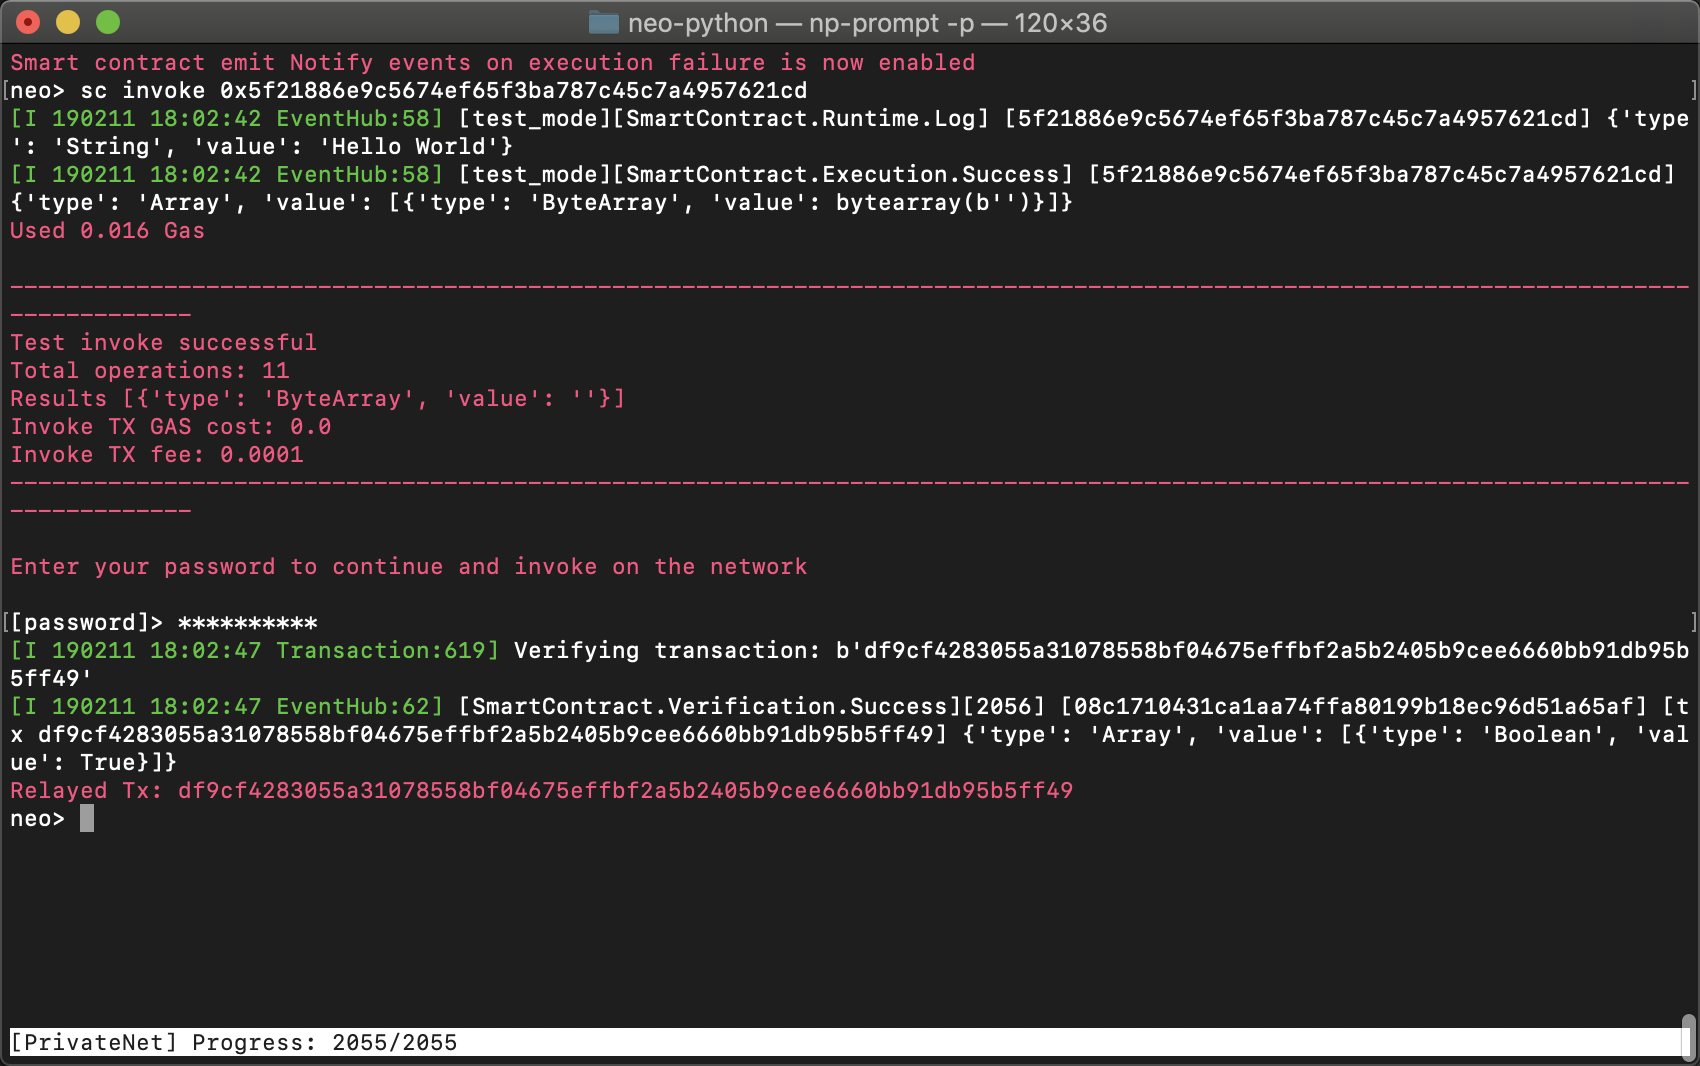 neo-python — np-prompt -p — 120×36
Smart contract emit Notify events on execution failure is now enabled
[neo> sc invoke 0x5f21886e9c5674ef65f3ba787c45c7a4957621cd ]
[I 190211 18:02:42 EventHub:58] [test_mode][SmartContract.Runtime.Log] [5f21886e9c5674ef65f3ba787c45c7a4957621cd] {'type
': 'String', 'value': 'Hello World'}
[I 190211 18:02:42 EventHub:58] [test_mode][SmartContract.Execution.Success] [5f21886e9c5674ef65f3ba787c45c7a4957621cd]
{'type': 'Array', 'value': [{'type': 'ByteArray', 'value': bytearray(b'')}]}
Used 0.016 Gas
------------------------------------------------------------------------------------------------------------------------
-------------
Test invoke successful
Total operations: 11
Results [{'type': 'ByteArray', 'value': ''}]
Invoke TX GAS cost: 0.0
Invoke TX fee: 0.0001
------------------------------------------------------------------------------------------------------------------------
-------------
Enter your password to continue and invoke on the network
[[password]> ********** ]
[I 190211 18:02:47 Transaction:619] Verifying transaction: b'df9cf4283055a31078558bf04675effbf2a5b2405b9cee6660bb91db95b
5ff49'
[I 190211 18:02:47 EventHub:62] [SmartContract.Verification.Success][2056] [08c1710431ca1aa74ffa80199b18ec96d51a65af] [t
x df9cf4283055a31078558bf04675effbf2a5b2405b9cee6660bb91db95b5ff49] {'type': 'Array', 'value': [{'type': 'Boolean', 'val
ue': True}]}
Relayed Tx: df9cf4283055a31078558bf04675effbf2a5b2405b9cee6660bb91db95b5ff49
neo>
[PrivateNet] Progress: 2055/2055